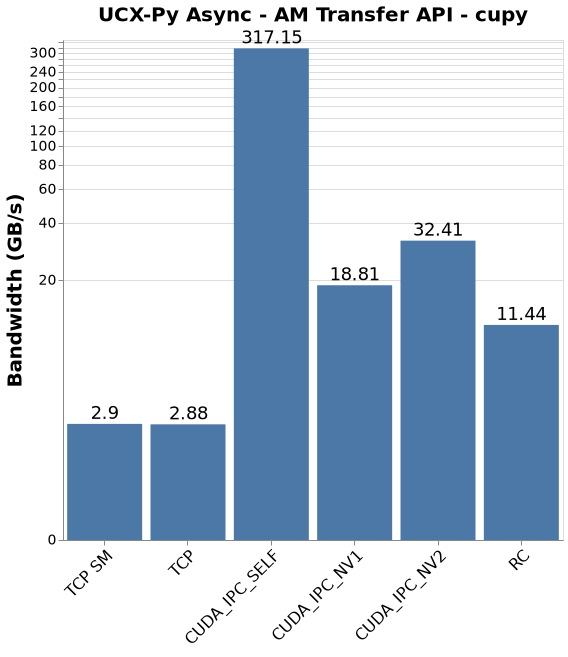 UCX-Py Async - AM Transfer API - cupy
317.15
300
240
200
160
120
100
80
60
40
20
0
Bandwidth (GB/s)
2.9
2.88
18.81
32.41
11.44
TCP SM
TCP
CUDA_IPC_SELF
CUDA_IPC_NV1
CUDA_IPC_NV2
RC